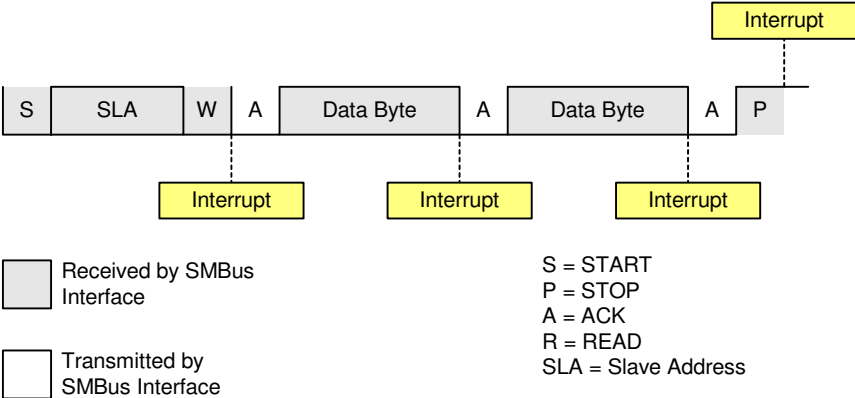 Interrupt
S SLA W A Data Byte A Data Byte A P
Interrupt Interrupt Interrupt
Received by SMBus
Interface
Transmitted by
SMBus Interface
S = START
P = STOP
A = ACK
R = READ
SLA = Slave Address